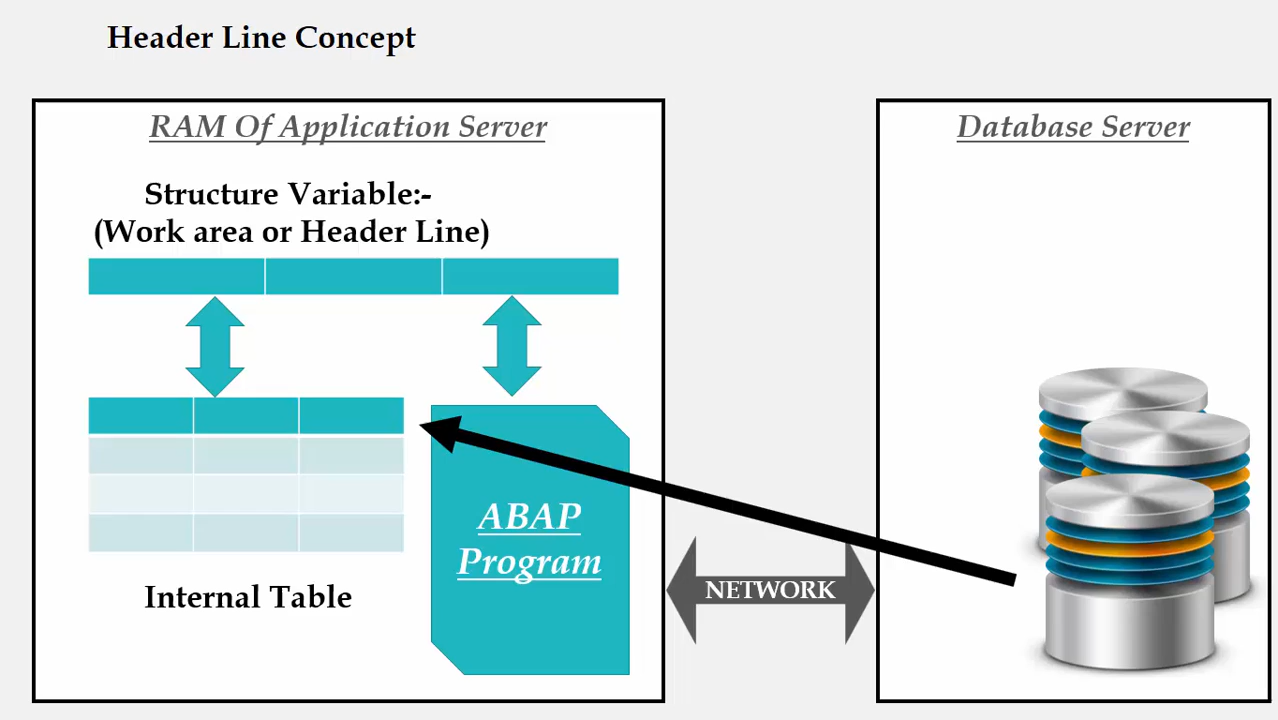 Header Line Concept
RAM Of Application Server
Structure Variable:-
(Work area or Header Line)
Internal Table
ABAP
Program
NETWORK
Database Server